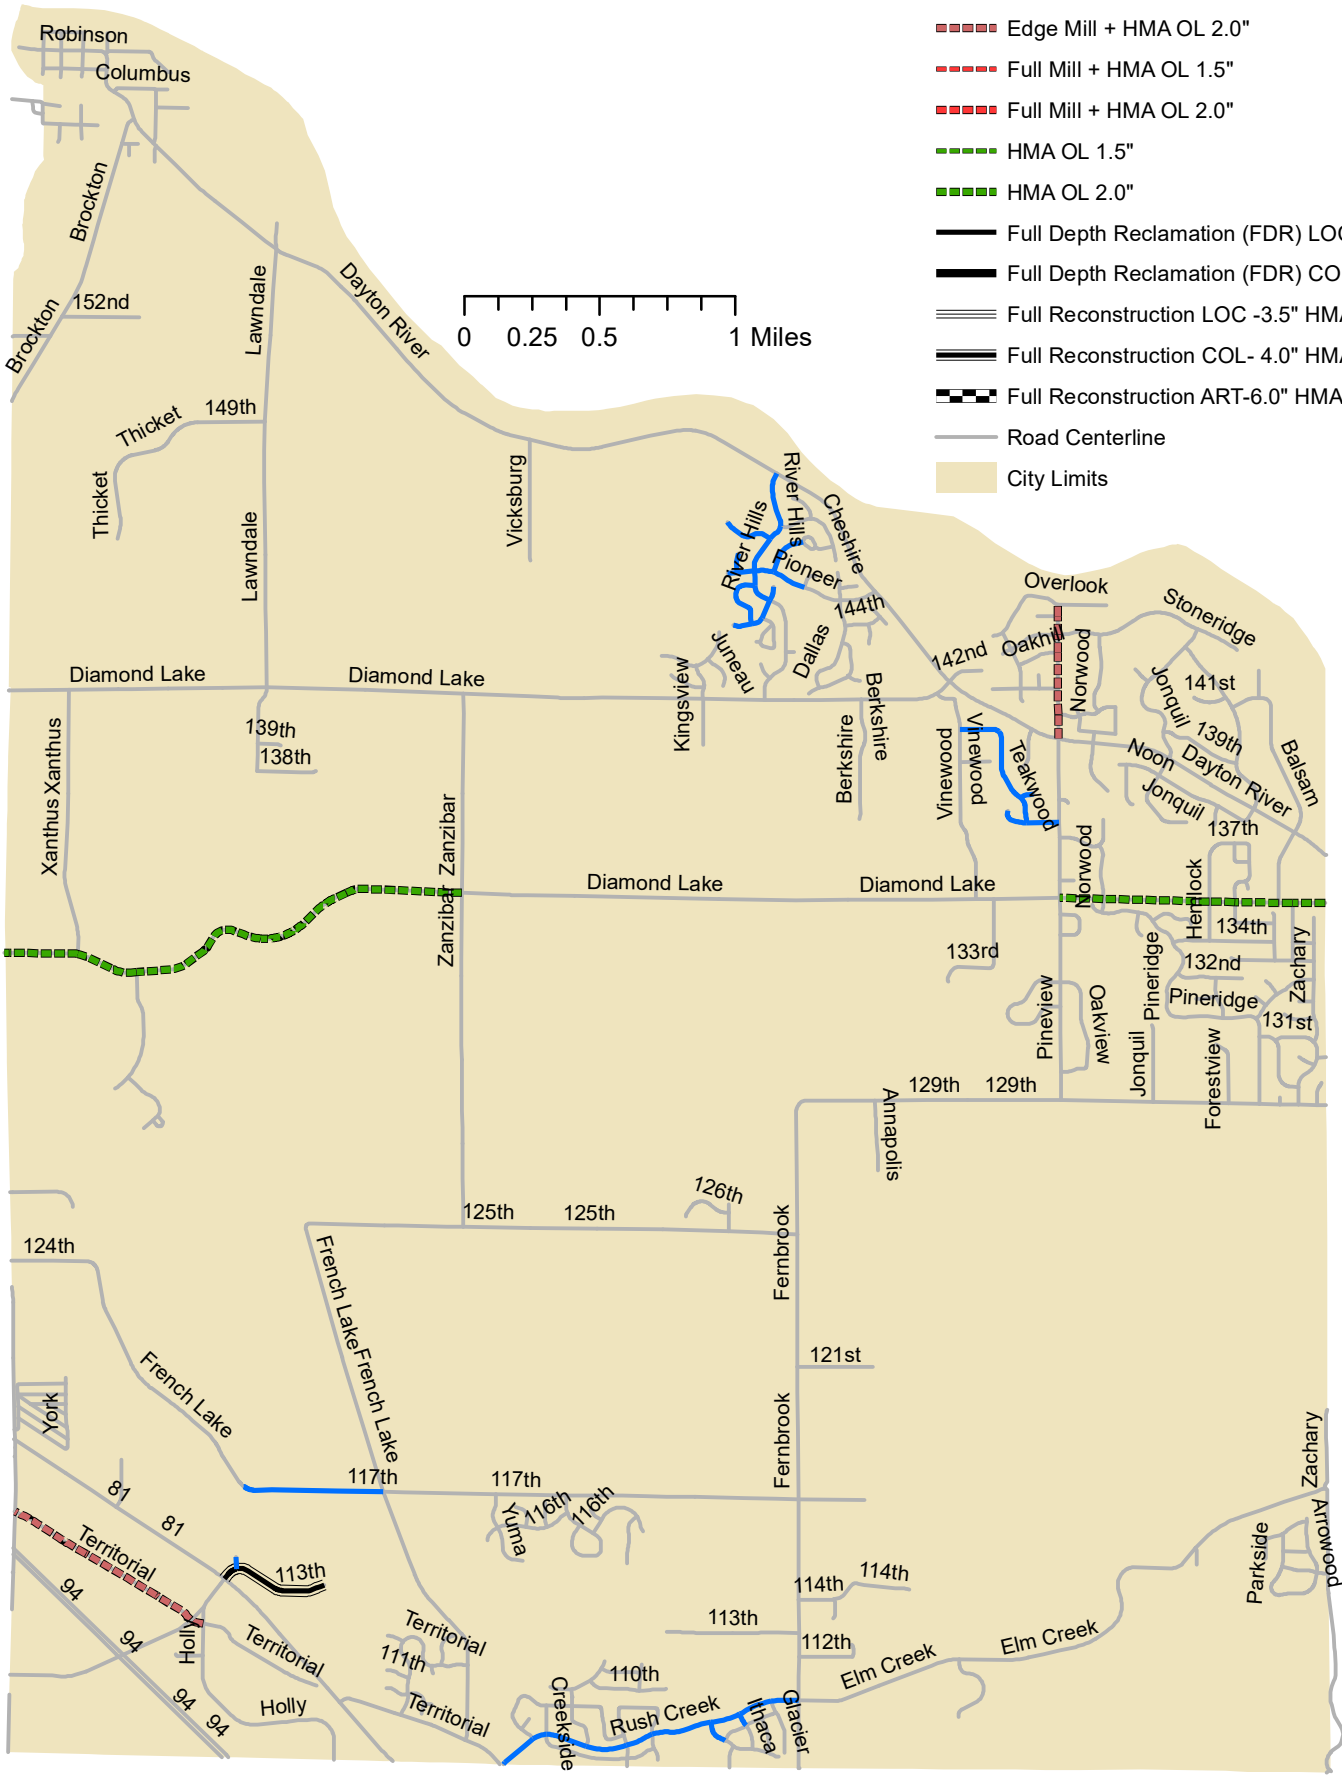 Robinson
Columbus
Brockton
Brockton
152nd
Lawndale
Dayton River
0 0.25 0.5 1 Miles
Edge Mill + HMA OL 2.0"
Full Mill + HMA OL 1.5"
Full Mill + HMA OL 2.0"
HMA OL 1.5"
HMA OL 2.0"
Full Depth Reclamation (FDR) LOC
Full Depth Reclamation (FDR) CO
Full Reconstruction LOC -3.5" HMA
Full Reconstruction COL- 4.0" HMA
Full Reconstruction ART-6.0" HMA
Road Centerline
City Limits
149th
Thicket
Thicket
Lawndale
Vicksburg
River Hills
River Hills
Cheshire
Pioneer
144th
Juneau
Dallas
Kingsview
Overlook
Stoneridge
Oakhill
Norwood
142nd
Jonquil
141st
139th
Diamond Lake
Diamond Lake
Berkshire
Berkshire
Vinewood
Vinewood
Teakwood
Noon
Dayton River
Jonquil
Balsam
137th
139th
138th
Xanthus
Xanthus
Zanzibar
Zanzibar
Diamond Lake
Diamond Lake
Norwood
Hemlock
134th
133rd
132nd
Pineridge
Pineridge
Zachary
131st
Pineview
Oakview
Jonquil
Forestview
129th
129th
Annapolis
126th
125th
125th
124th
Fernbrook
French Lake
French Lake
French Lake
121st
York
Fernbrook
Zachary
117th
117th
116th
116th
Yuma
81
81
Territorial
113th
94
94
94
94
Holly
Territorial
Holly
Territorial
111th
Territorial
114th
114th
113th
112th
110th
Elm Creek
Elm Creek
Parkside
Arrowood
Creekside
Rush Creek
Ithaca
Glacier